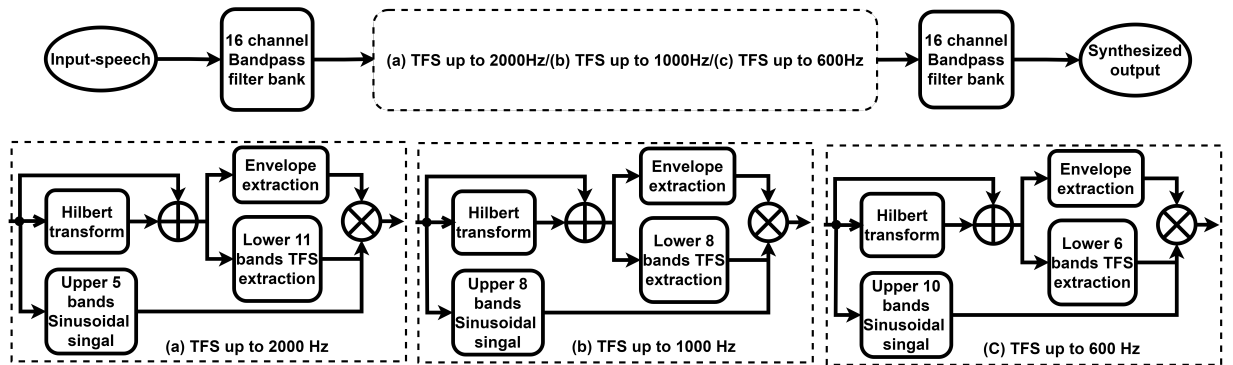 Input-speech
16 channel
Bandpass
filter bank
(a) TFS up to 2000Hz/(b) TFS up to 1000Hz/(c) TFS up to 600Hz
16 channel
Bandpass
filter bank
Synthesized
output
Hilbert
transform
Envelope
extraction
Lower 11
bands TFS
extraction
Upper 5
bands
Sinusoidal
singal
(a) TFS up to 2000 Hz
Hilbert
transform
Envelope
extraction
Lower 8
bands TFS
extraction
Upper 8
bands
Sinusoidal
singal
(b) TFS up to 1000 Hz
Hilbert
transform
Envelope
extraction
Lower 6
bands TFS
extraction
Upper 10
bands
Sinusoidal
singal
(C) TFS up to 600 Hz